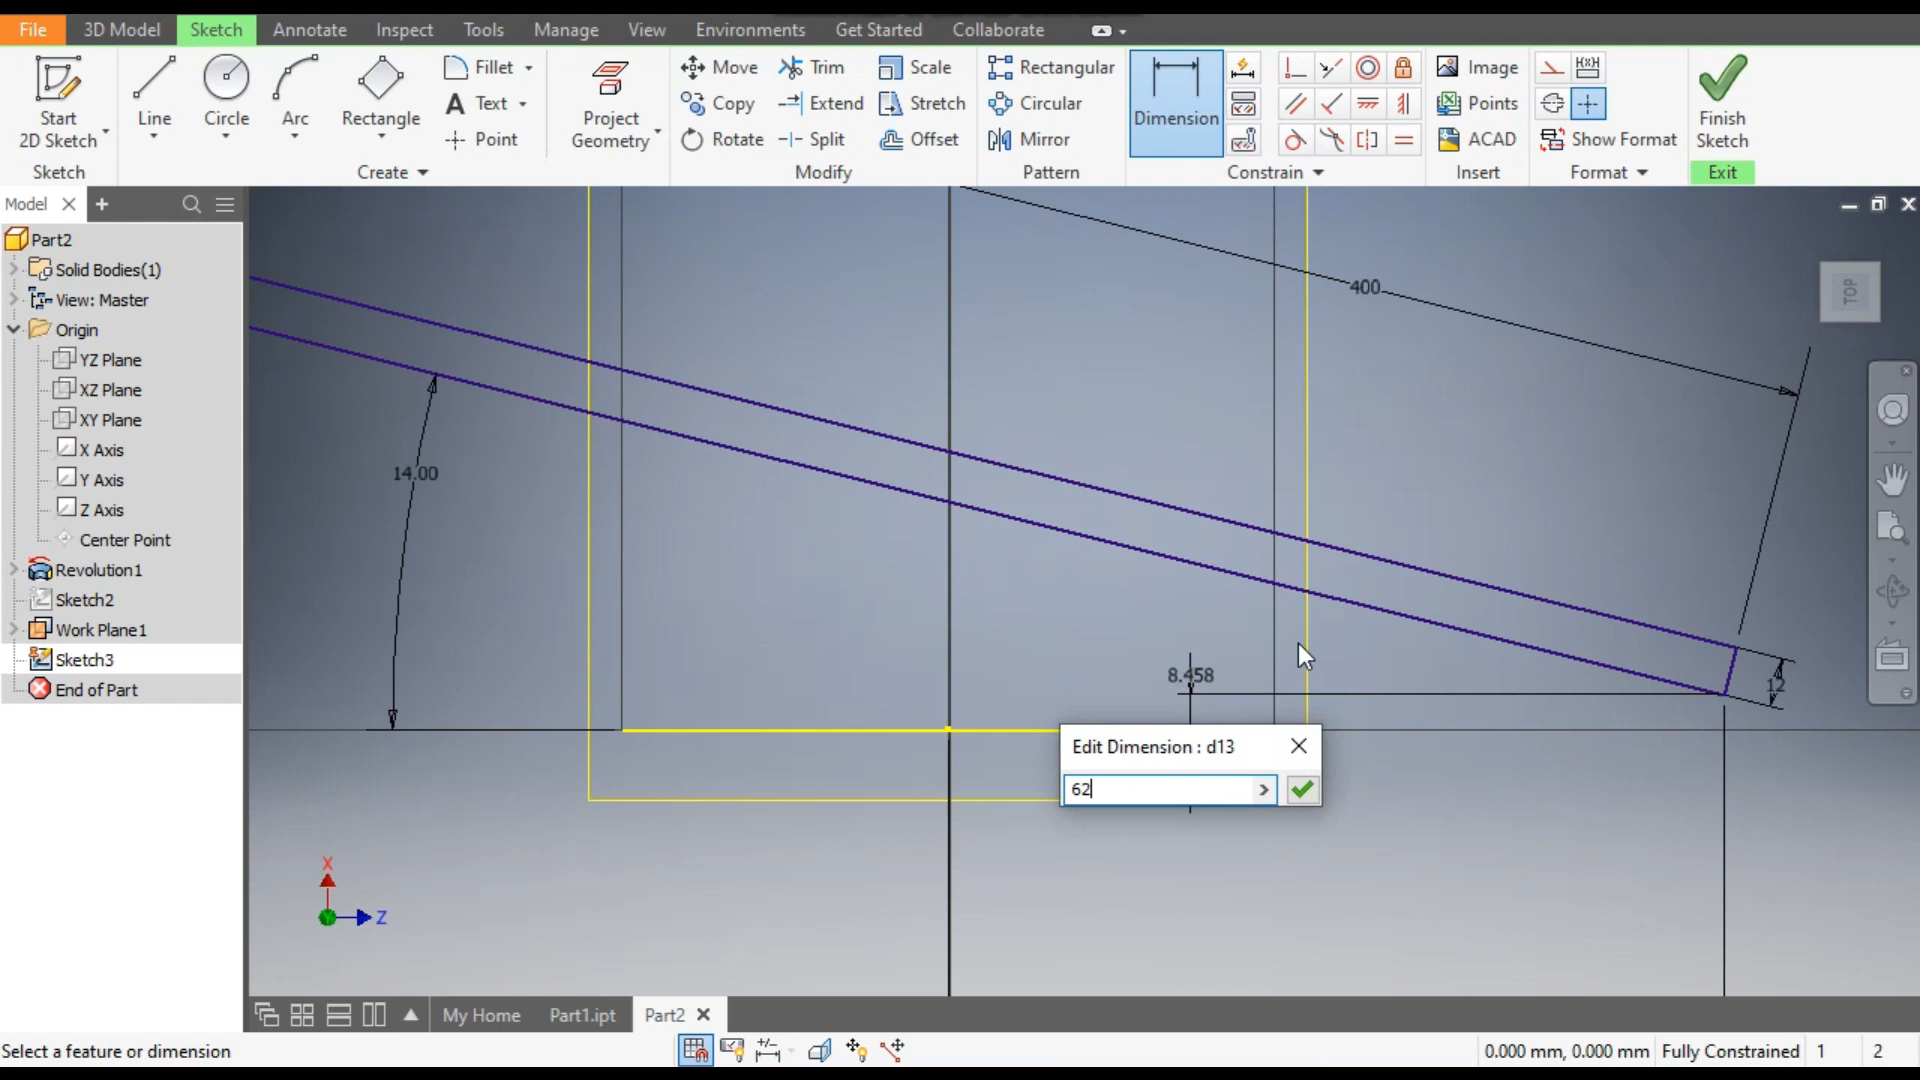 File 3D Model Sketch Annotate Inspect Tools Manage View Environments Get Started Collaborate
Start
2D Sketch
Line
Circle
Arc
Rectangle
Fillet
Text
Point
Project
Geometry
Move
Copy
Rotate
Trim
Extend
Split
Scale
Stretch
Offset
Rectangular
Circular
Mirror
Dimension
Image
Points
ACAD
Show Format
Finish
Sketch
Sketch Create Modify Pattern Constrain Insert Format Exit
Model
Part2
Solid Bodies(1)
View: Master
Origin
YZ Plane
XZ Plane
XY Plane
X Axis
Y Axis
Z Axis
Center Point
Revolution1
Sketch2
Work Plane1
Sketch3
End of Part
TOP
400
14.00
8.458
12
Edit Dimension : d13
62
X
Z
My Home Part1.ipt Part2
Select a feature or dimension
0.000 mm, 0.000 mm Fully Constrained 1 2